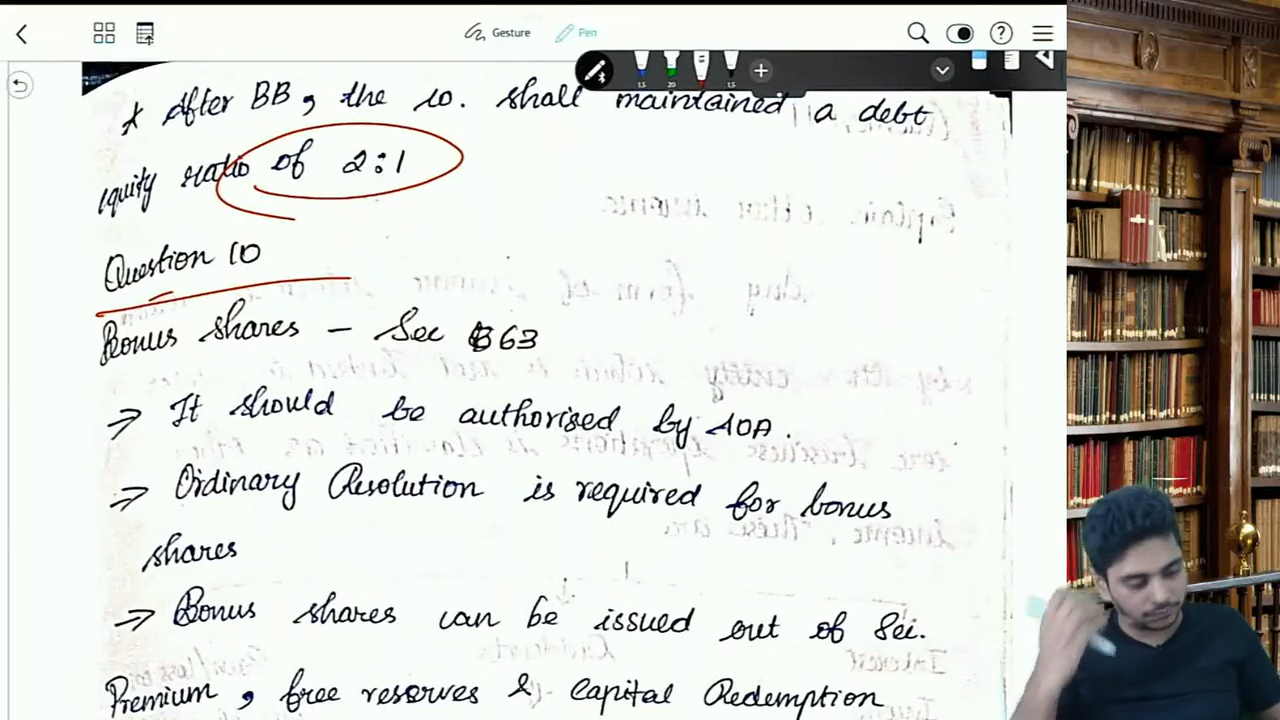 Gesture
Pen
* After BB, the co. shall maintained a debt
equity ratio of 2:1
Question 10
Bonus shares - Sec 63
→ It should be authorised by AOA.
→ Ordinary Resolution is required for bonus
shares
→ Bonus shares can be issued out of Sec.
Premium, free reserves & Capital Redemption